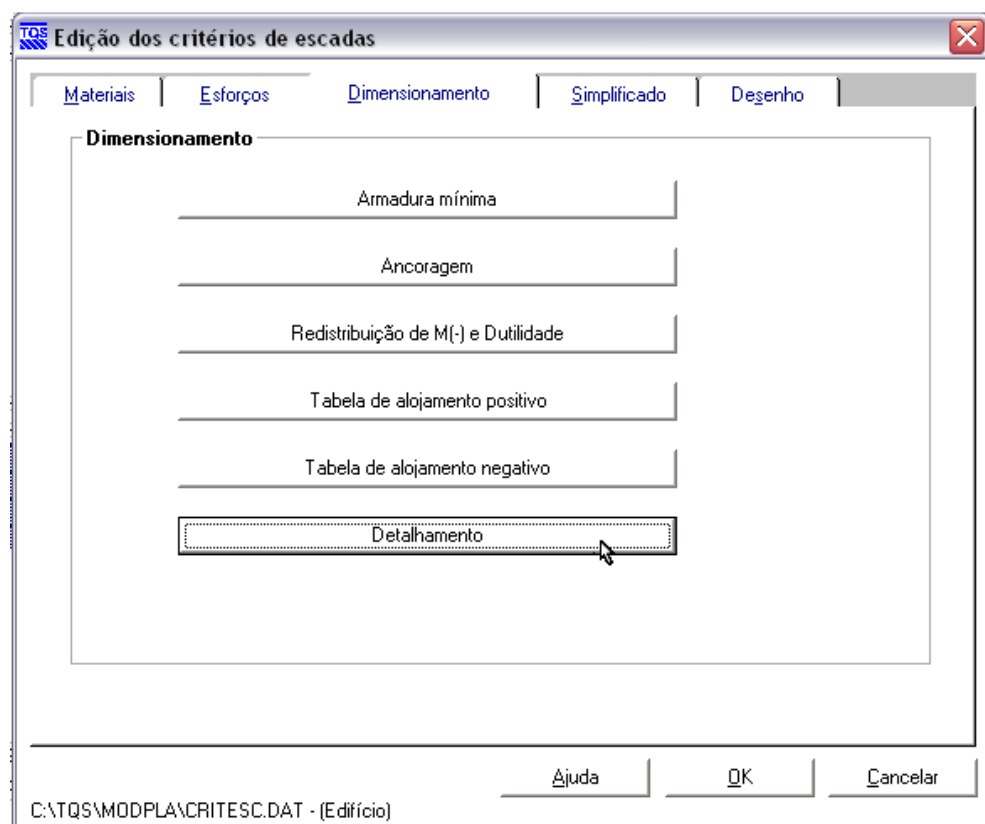 TQS Edição dos critérios de escadas
Materiais Esforços Dimensionamento Simplificado Desenho
Dimensionamento
Armadura mínima
Ancoragem
Redistribuição de M(-) e Dutilidade
Tabela de alojamento positivo
Tabela de alojamento negativo
Detalhamento
Ajuda OK Cancelar
C:\TQS\MODPLA\CRITESC.DAT - (Edifício)